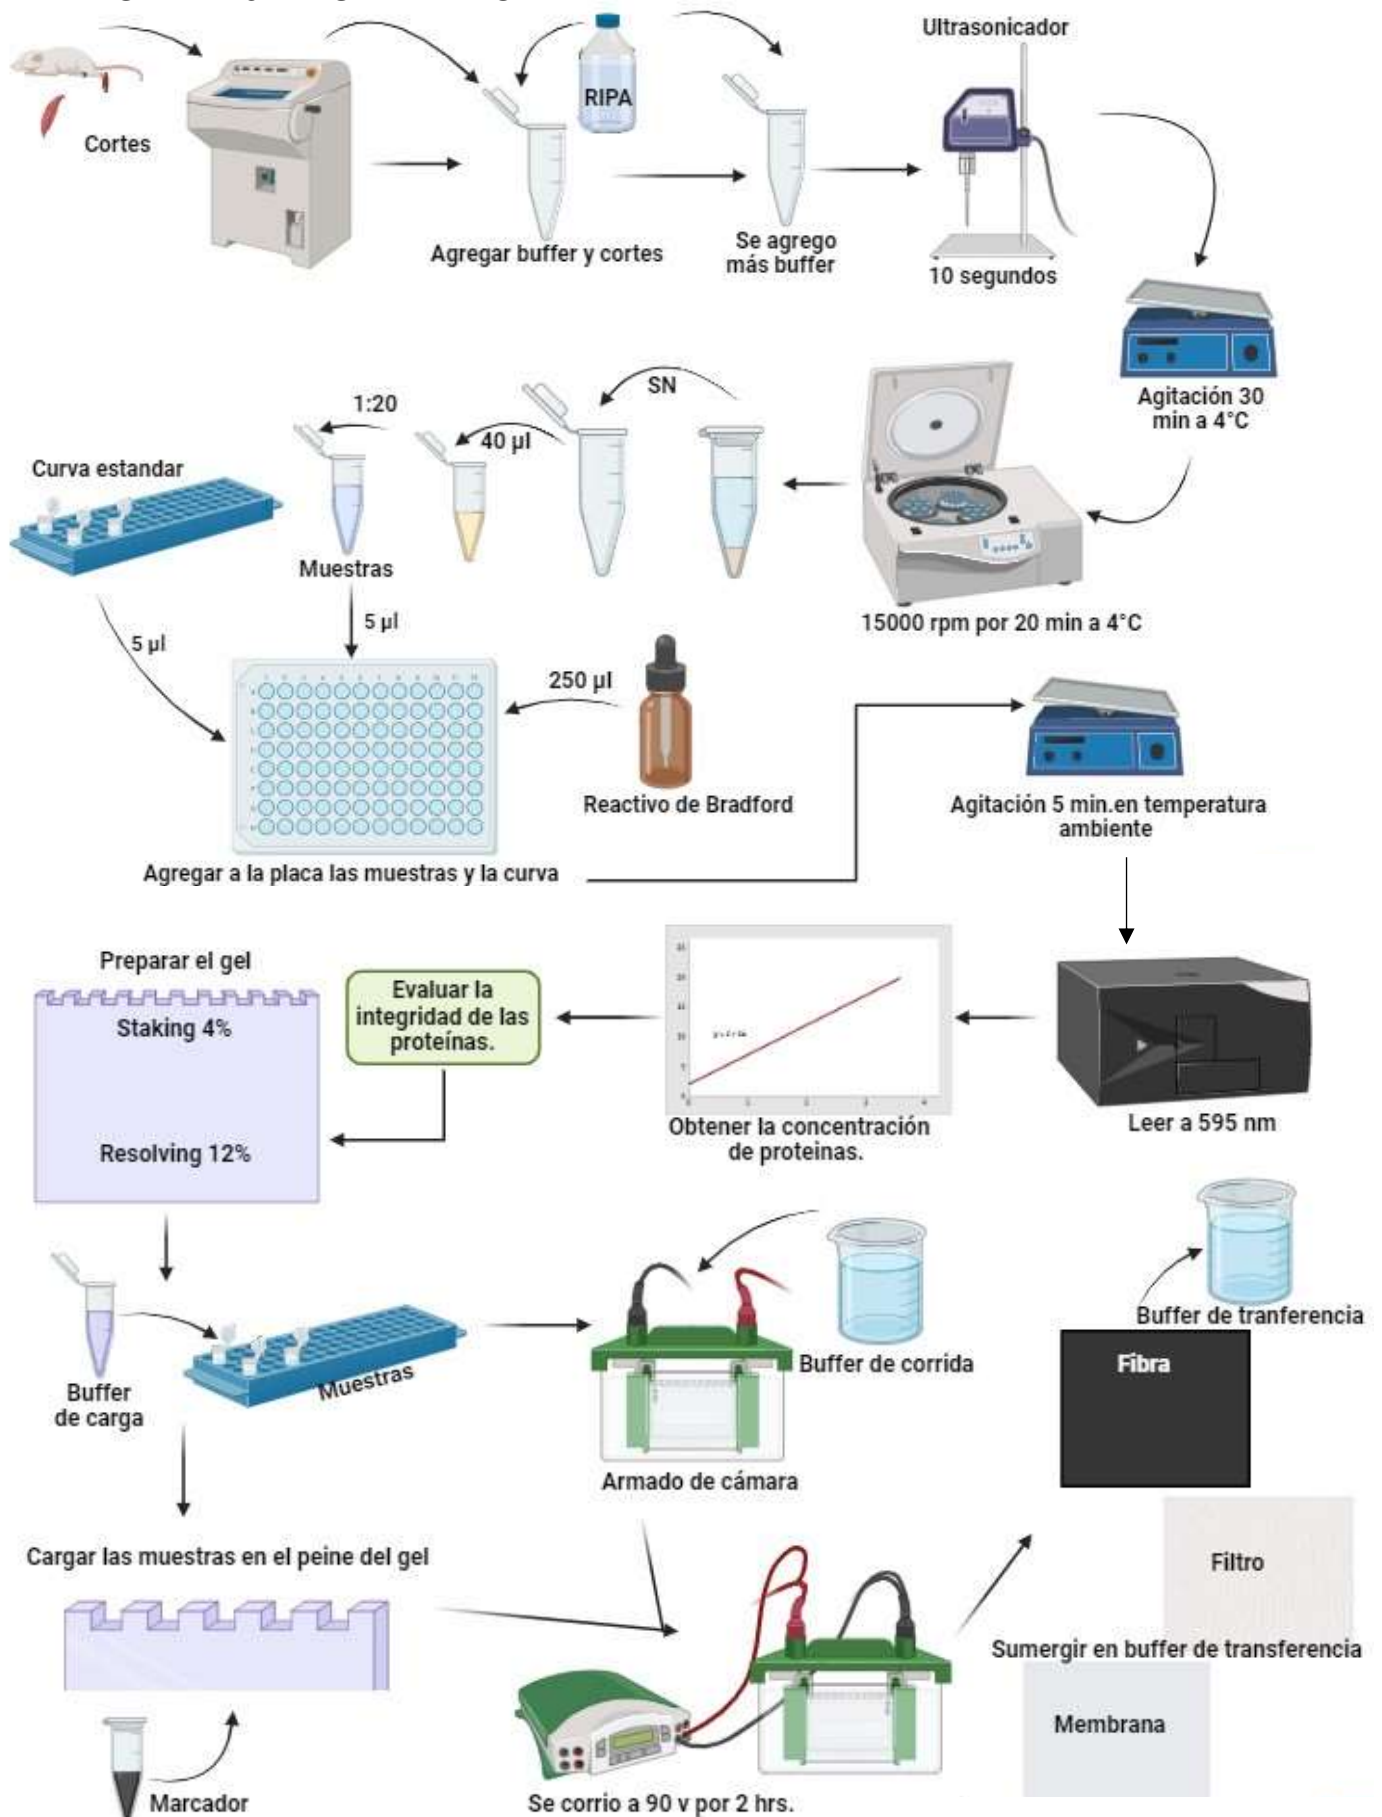 Ultrasonicador
RIPA
Cortes
Agregar buffer y cortes
Se agrego
más buffer
10 segundos
Agitación 30
min a 4°C
SN
1:20
40 µl
Curva estandar
Muestras
15000 rpm por 20 min a 4°C
5 µl
5 µl
250 µl
Reactivo de Bradford
Agitación 5 min.en temperatura
ambiente
Agregar a la placa las muestras y la curva
Preparar el gel
Staking 4%
Resolving 12%
Evaluar la
integridad de las
proteínas.
Obtener la concentración
de proteinas.
Leer a 595 nm
Buffer de tranferencia
Fibra
Buffer de corrida
Buffer
de carga
Muestras
Armado de cámara
Cargar las muestras en el peine del gel
Filtro
Sumergir en buffer de transferencia
Membrana
Marcador
Se corrio a 90 v por 2 hrs.